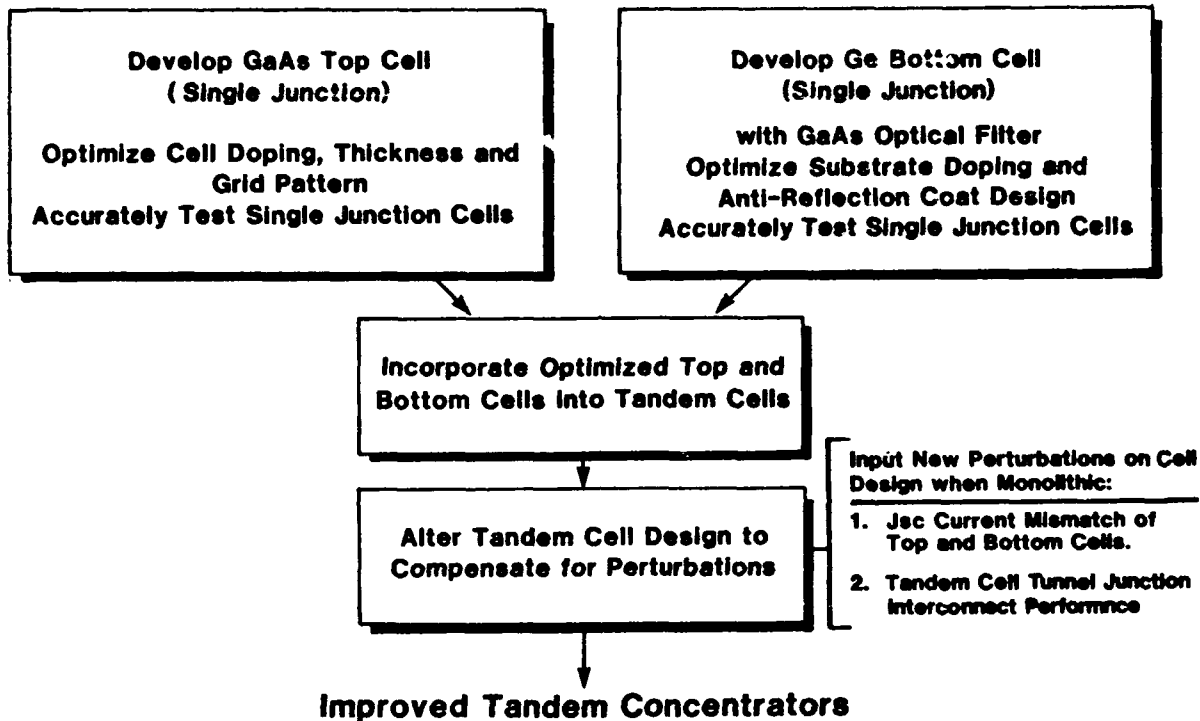 Develop GaAs Top Cell
(Single Junction)
Optimize Cell Doping, Thickness and
Grid Pattern
Accurately Test Single Junction Cells
Develop Ge Bottom Cell
(Single Junction)
with GaAs Optical Filter
Optimize Substrate Doping and
Anti-Reflection Coat Design
Accurately Test Single Junction Cells
Incorporate Optimized Top and
Bottom Cells into Tandem Cells
Alter Tandem Cell Design to
Compensate for Perturbations
Input New Perturbations on Cell
Design when Monolithic:
1. Jsc Current Mismatch of
Top and Bottom Cells.
2. Tandem Cell Tunnel Junction
Interconnect Performnce
Improved Tandem Concentrators